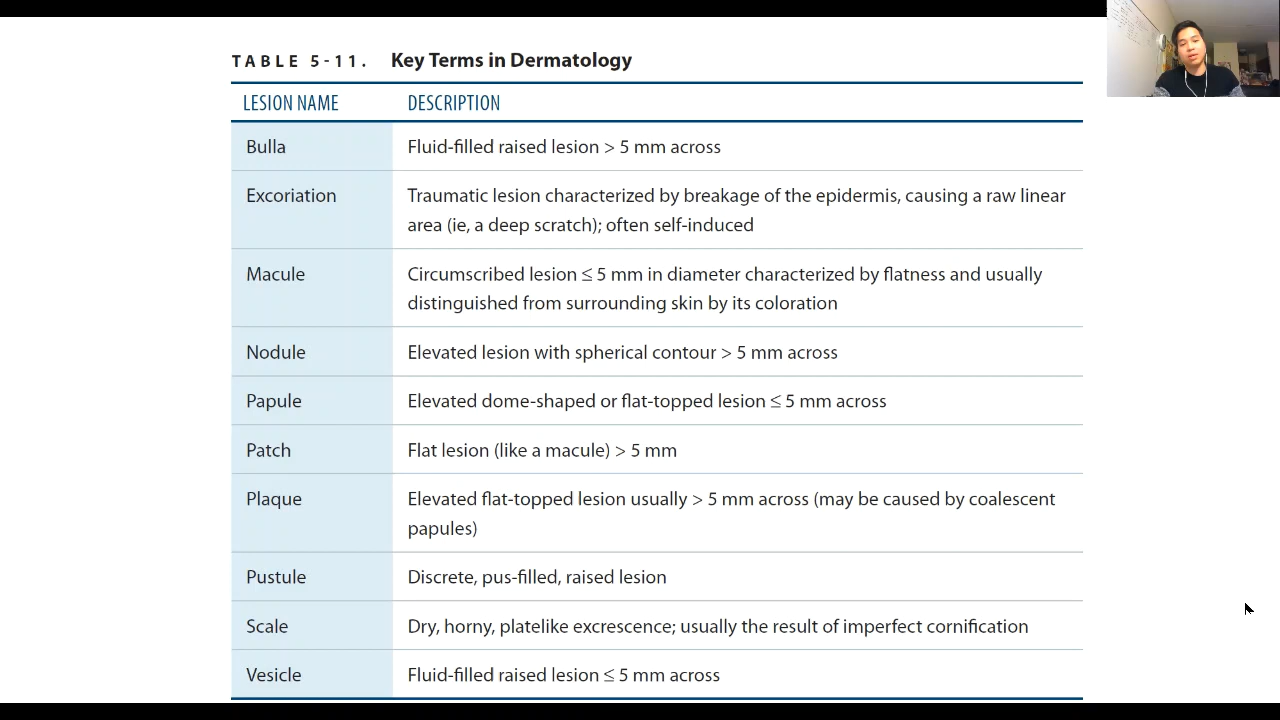 TABLE 5-11. Key Terms in Dermatology
LESION NAME DESCRIPTION
Bulla Fluid-filled raised lesion > 5 mm across
Excoriation Traumatic lesion characterized by breakage of the epidermis, causing a raw linear
area (ie, a deep scratch); often self-induced
Macule Circumscribed lesion ≤ 5 mm in diameter characterized by flatness and usually
distinguished from surrounding skin by its coloration
Nodule Elevated lesion with spherical contour > 5 mm across
Papule Elevated dome-shaped or flat-topped lesion ≤ 5 mm across
Patch Flat lesion (like a macule) > 5 mm
Plaque Elevated flat-topped lesion usually > 5 mm across (may be caused by coalescent
papules)
Pustule Discrete, pus-filled, raised lesion
Scale Dry, horny, platelike excrescence; usually the result of imperfect cornification
Vesicle Fluid-filled raised lesion ≤ 5 mm across